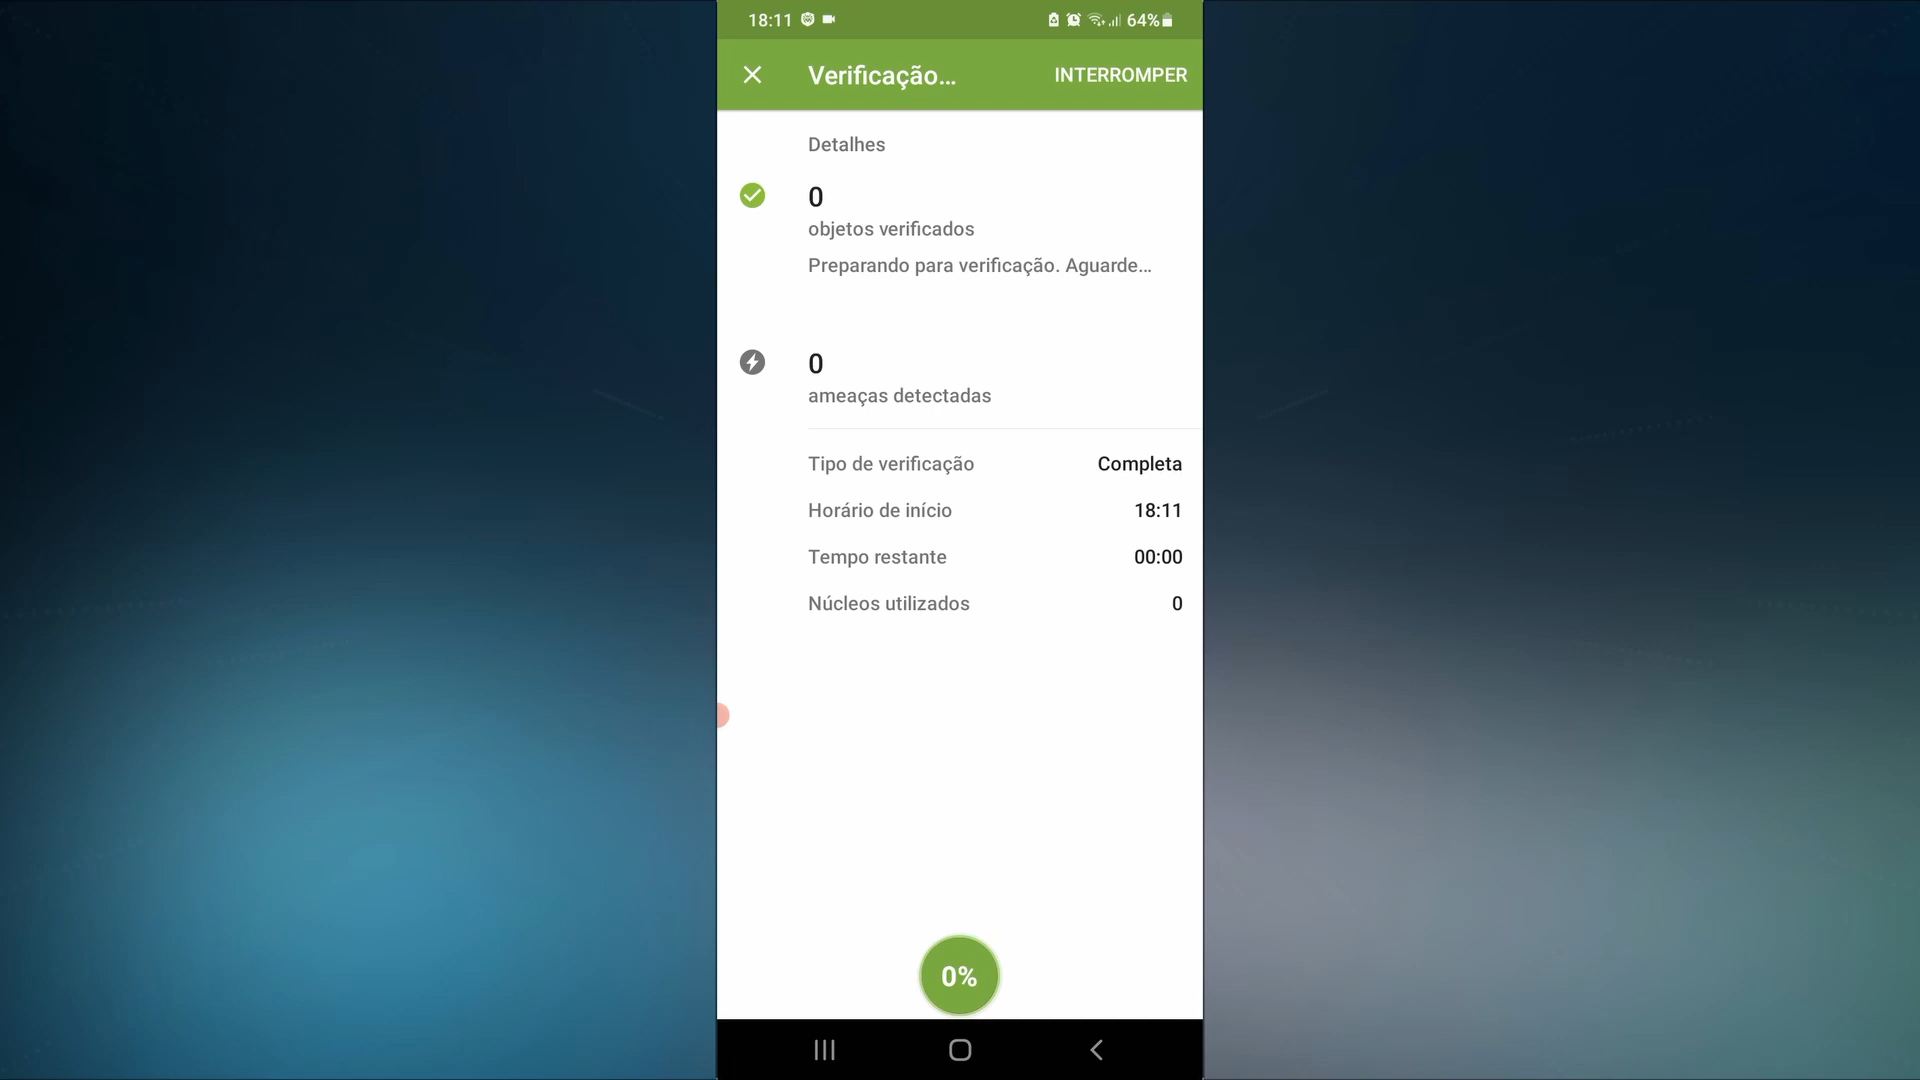 18:11
64%
Verificação...
INTERROMPER
Detalhes
0
objetos verificados
Preparando para verificação. Aguarde...
0
ameaças detectadas
Tipo de verificação Completa
Horário de início 18:11
Tempo restante 00:00
Núcleos utilizados 0
0%